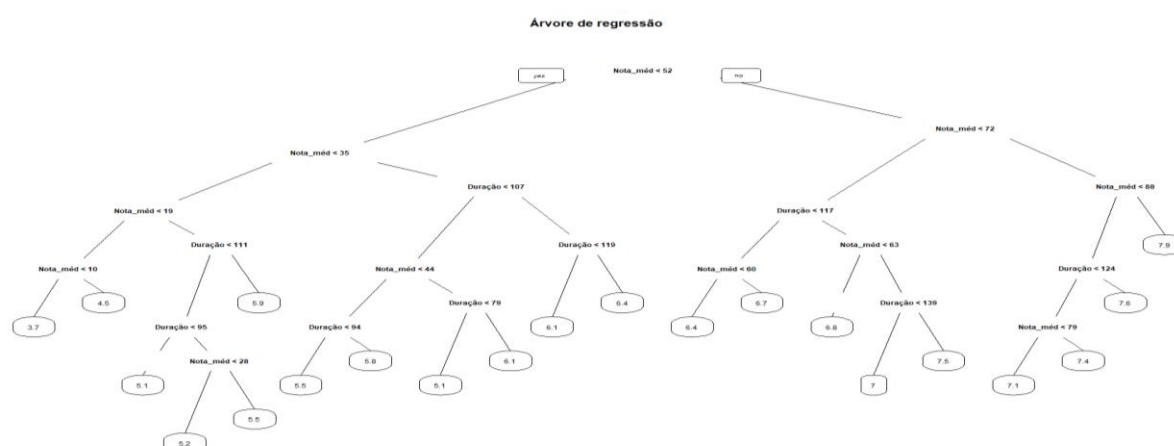 Árvore de regressão
yes
Nota_méd < 52
no
Nota_méd < 72
Nota_méd < 35
Duração < 107
Nota_méd < 88
Nota_méd < 19
Duração < 117
Duração < 111
Duração < 119
Nota_méd < 63
7.9
Nota_méd < 10
Nota_méd < 44
Nota_méd < 60
Duração < 124
4.5
5.9
Duração < 79
6.4
6.7
7.6
Duração < 139
3.7
Duração < 95
Duração < 94
6.1
6.4
6.8
Nota_méd < 79
Nota_méd < 28
5.8
6.1
7.5
7.4
5.1
5.5
5.1
7
7.1
5.5
5.2